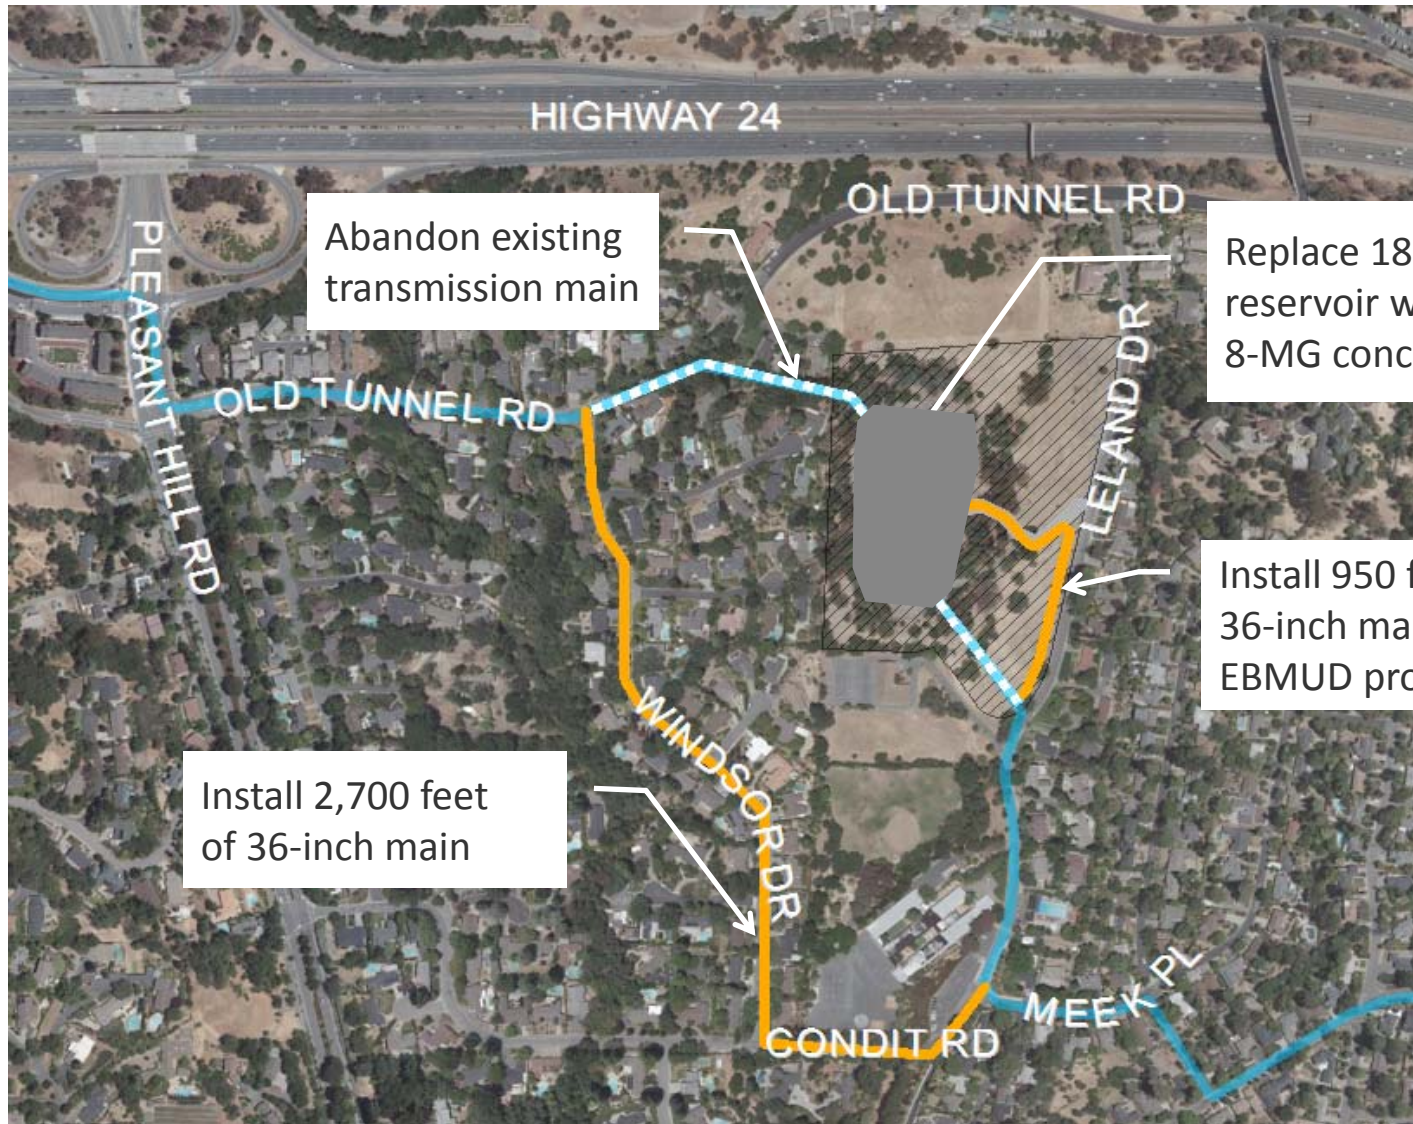 HIGHWAY 24
OLD TUNNEL RD
Abandon existing
transmission main
Replace 18
reservoir w
8-MG conc
PLEASANT HILL RD
OLD TUNNEL RD
LELAND DR
Install 950 f
36-inch ma
EBMUD pro
WINDSOR DR
Install 2,700 feet
of 36-inch main
MEEK PL
CONDIT RD